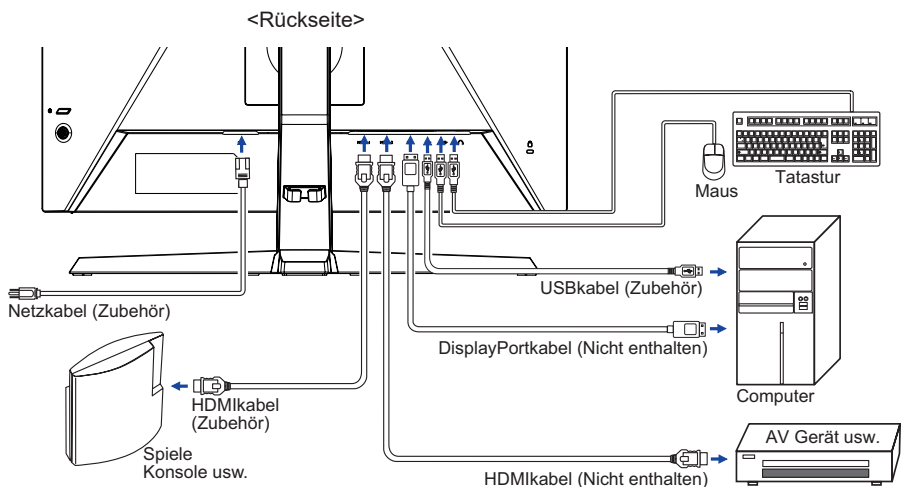 <Rückseite>
Maus
Tatastur
USBkabel (Zubehör)
Netzkabel (Zubehör)
DisplayPortkabel (Nicht enthalten)
Computer
HDMIkabel
(Zubehör)
Spiele
Konsole usw.
AV Gerät usw.
HDMIkabel (Nicht enthalten)